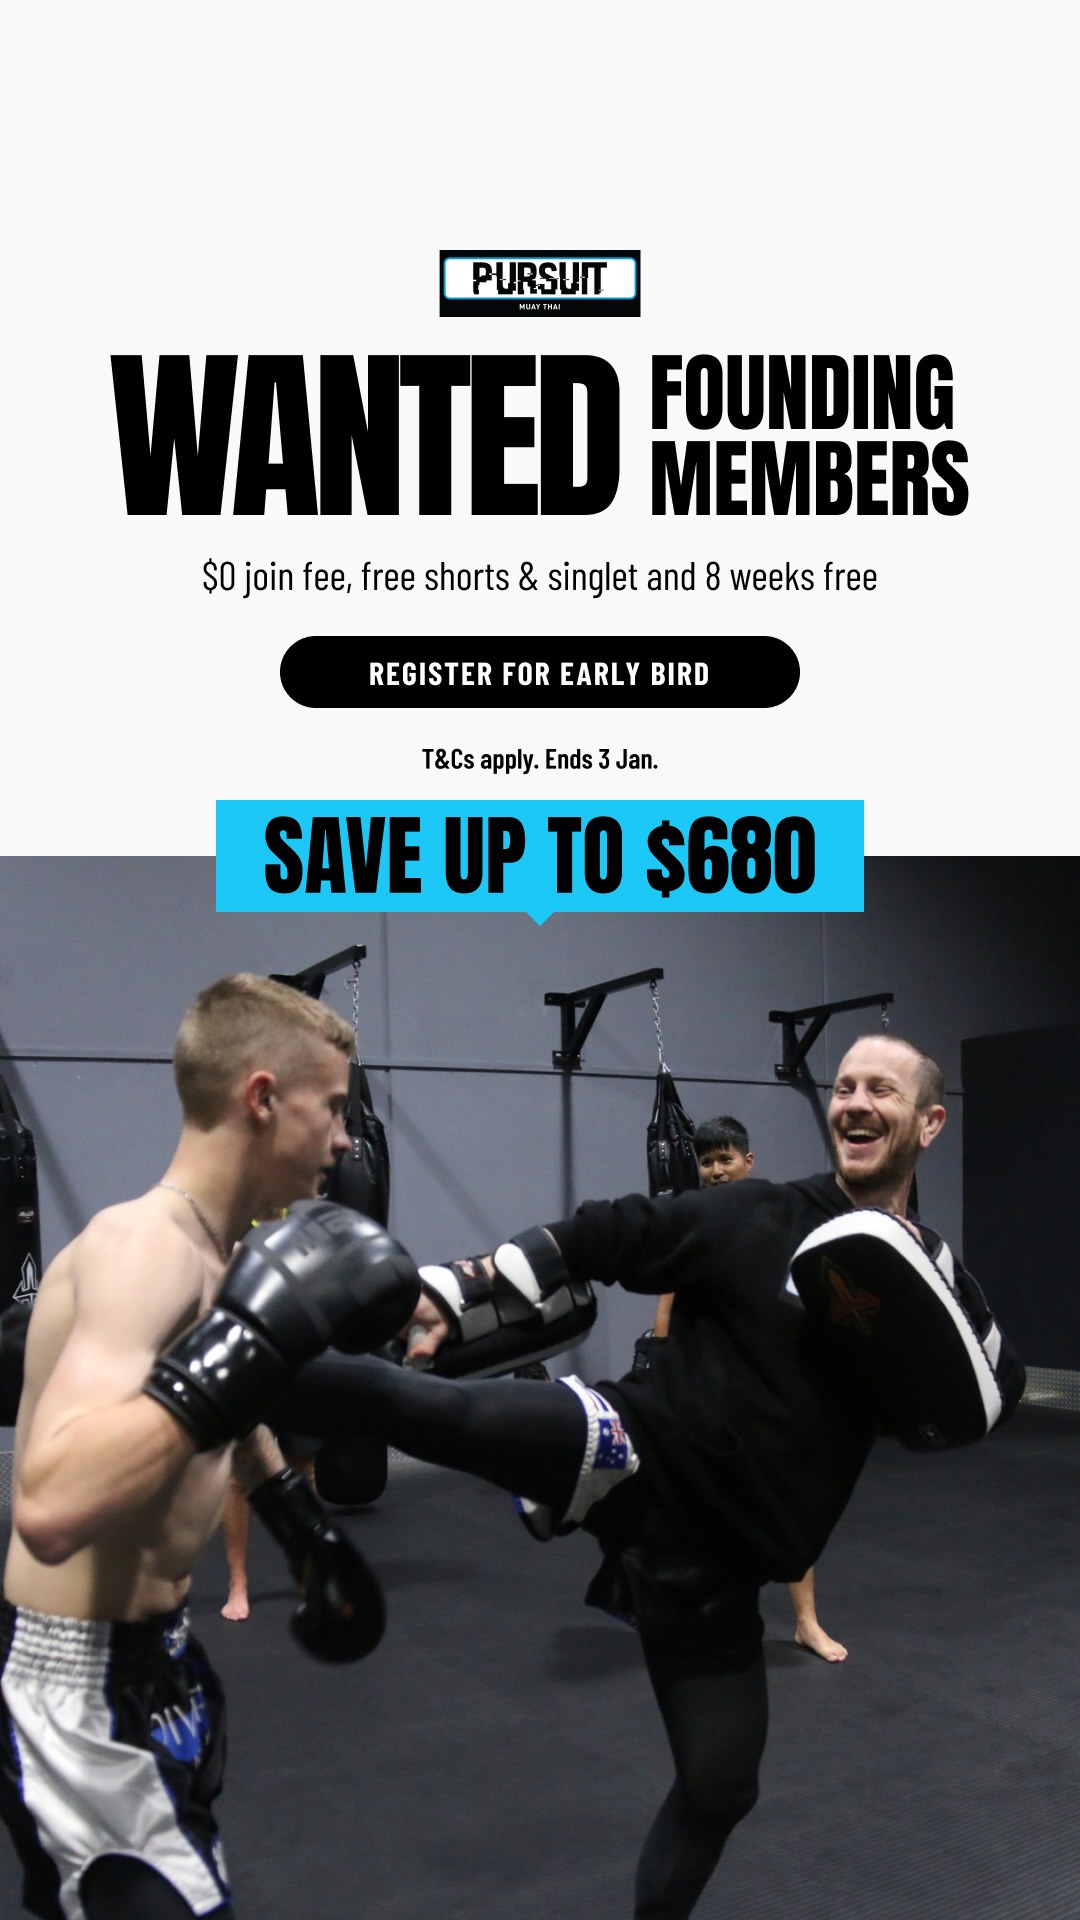 PURSUIT
MUAY THAI
WANTED
FOUNDING
MEMBERS
$0 join fee, free shorts & singlet and 8 weeks free
REGISTER FOR EARLY BIRD
T&Cs apply. Ends 3 Jan.
SAVE UP TO $680